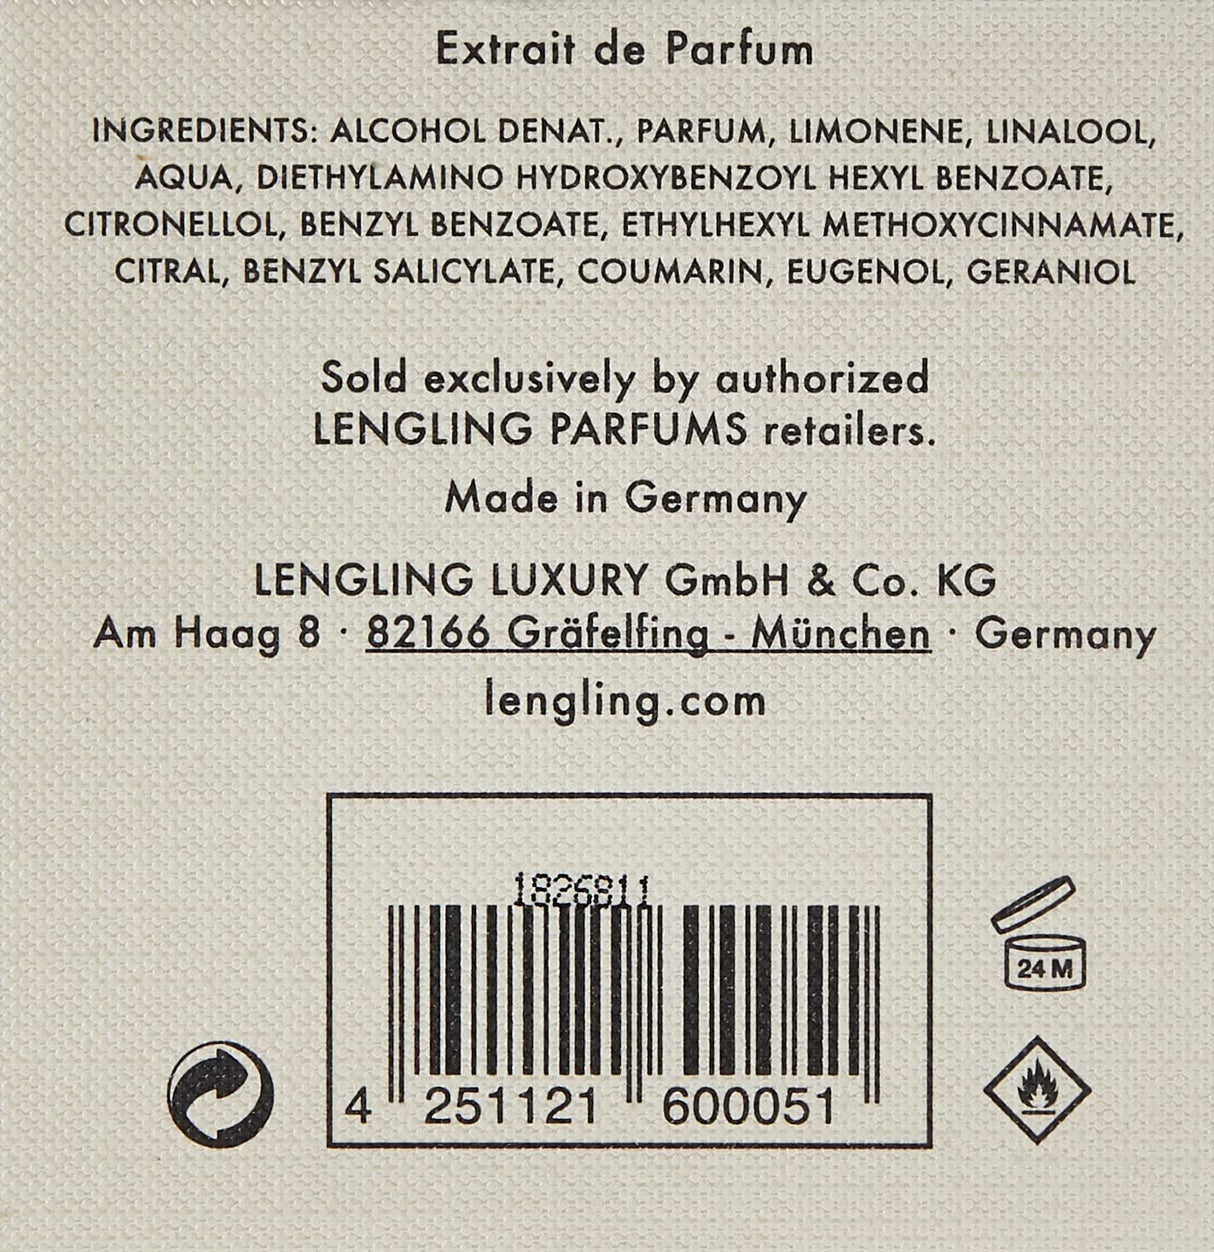 Extrait de Parfum
INGREDIENTS: ALCOHOL DENAT., PARFUM, LIMONENE, LINALOOL,
AQUA, DIETHYLAMINO HYDROXYBENZOYL HEXYL BENZOATE,
CITRONELLOL, BENZYL BENZOATE, ETHYLHEXYL METHOXYCINNAMATE,
CITRAL, BENZYL SALICYLATE, COUMARIN, EUGENOL, GERANIOL
Sold exclusively by authorized
LENGLING PARFUMS retailers.
Made in Germany
LENGLING LUXURY GmbH & Co. KG
Am Haag 8 · 82166 Gräfelfing - München · Germany
lengling.com
1826811
24 M
4 251121 600051